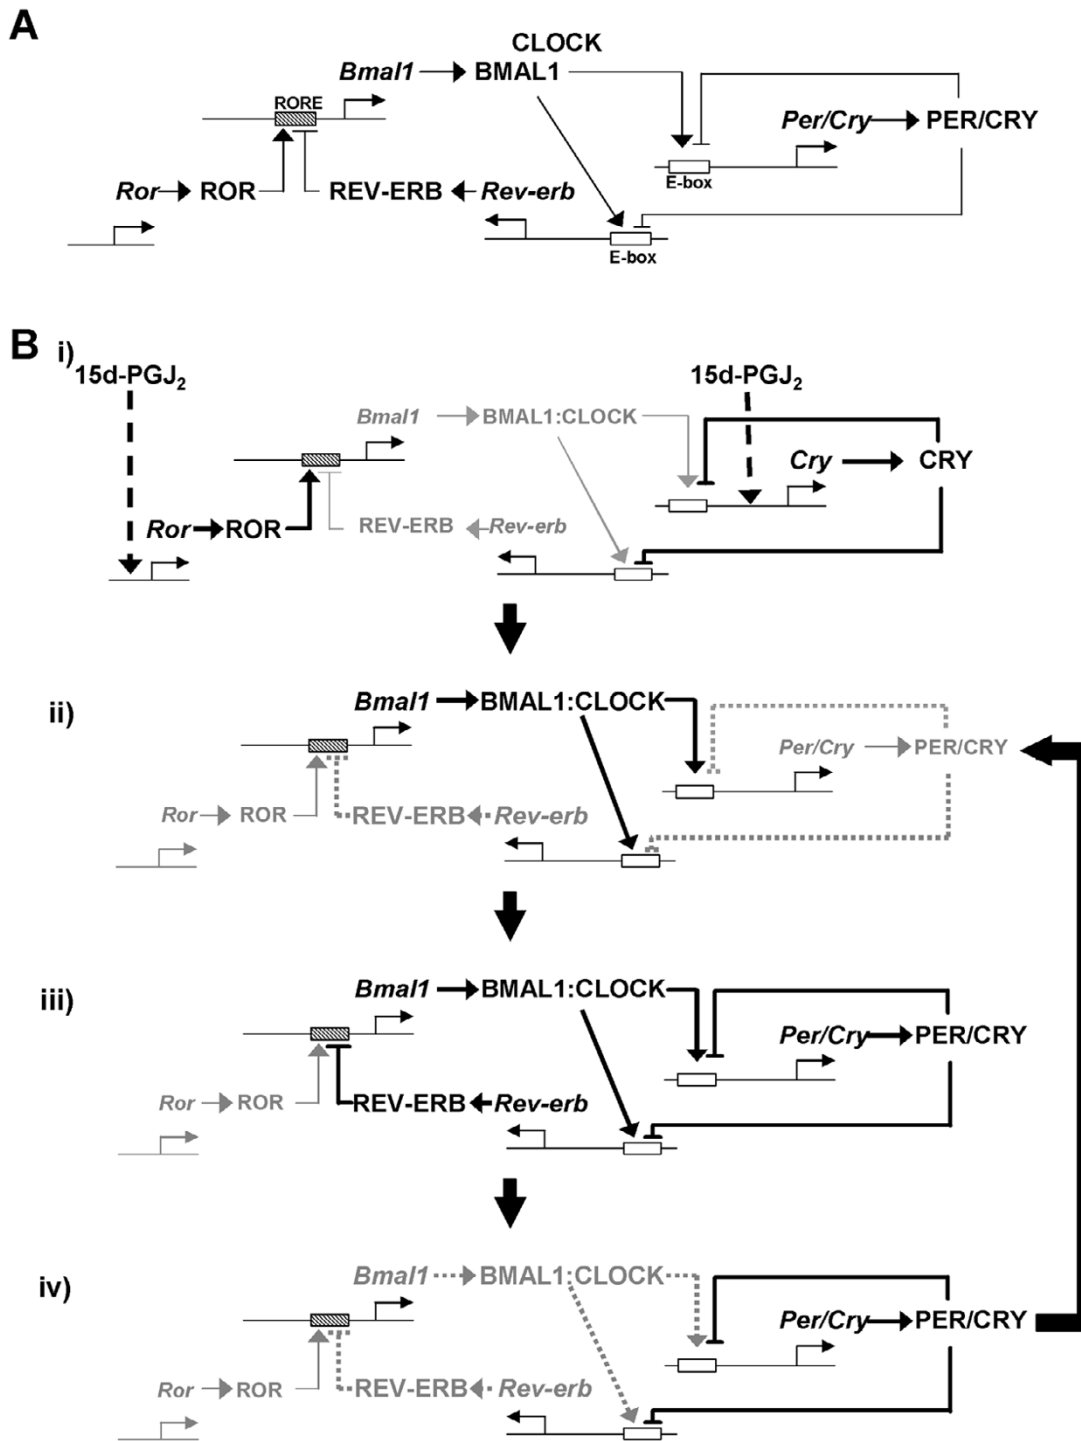 A
CLOCK
Bmal1 BMAL1
RORE
Per/Cry PER/CRY
E-box
Ror ROR REV-ERB Rev-erb
E-box
B
i)
15d-PGJ₂ 15d-PGJ₂
Bmal1 BMAL1:CLOCK
Cry CRY
Ror ROR REV-ERB Rev-erb
ii)
Bmal1 BMAL1:CLOCK
Per/Cry PER/CRY
Ror ROR REV-ERB Rev-erb
iii)
Bmal1 BMAL1:CLOCK
Per/Cry PER/CRY
Ror ROR REV-ERB Rev-erb
iv)
Bmal1 BMAL1:CLOCK
Per/Cry PER/CRY
Ror ROR REV-ERB Rev-erb